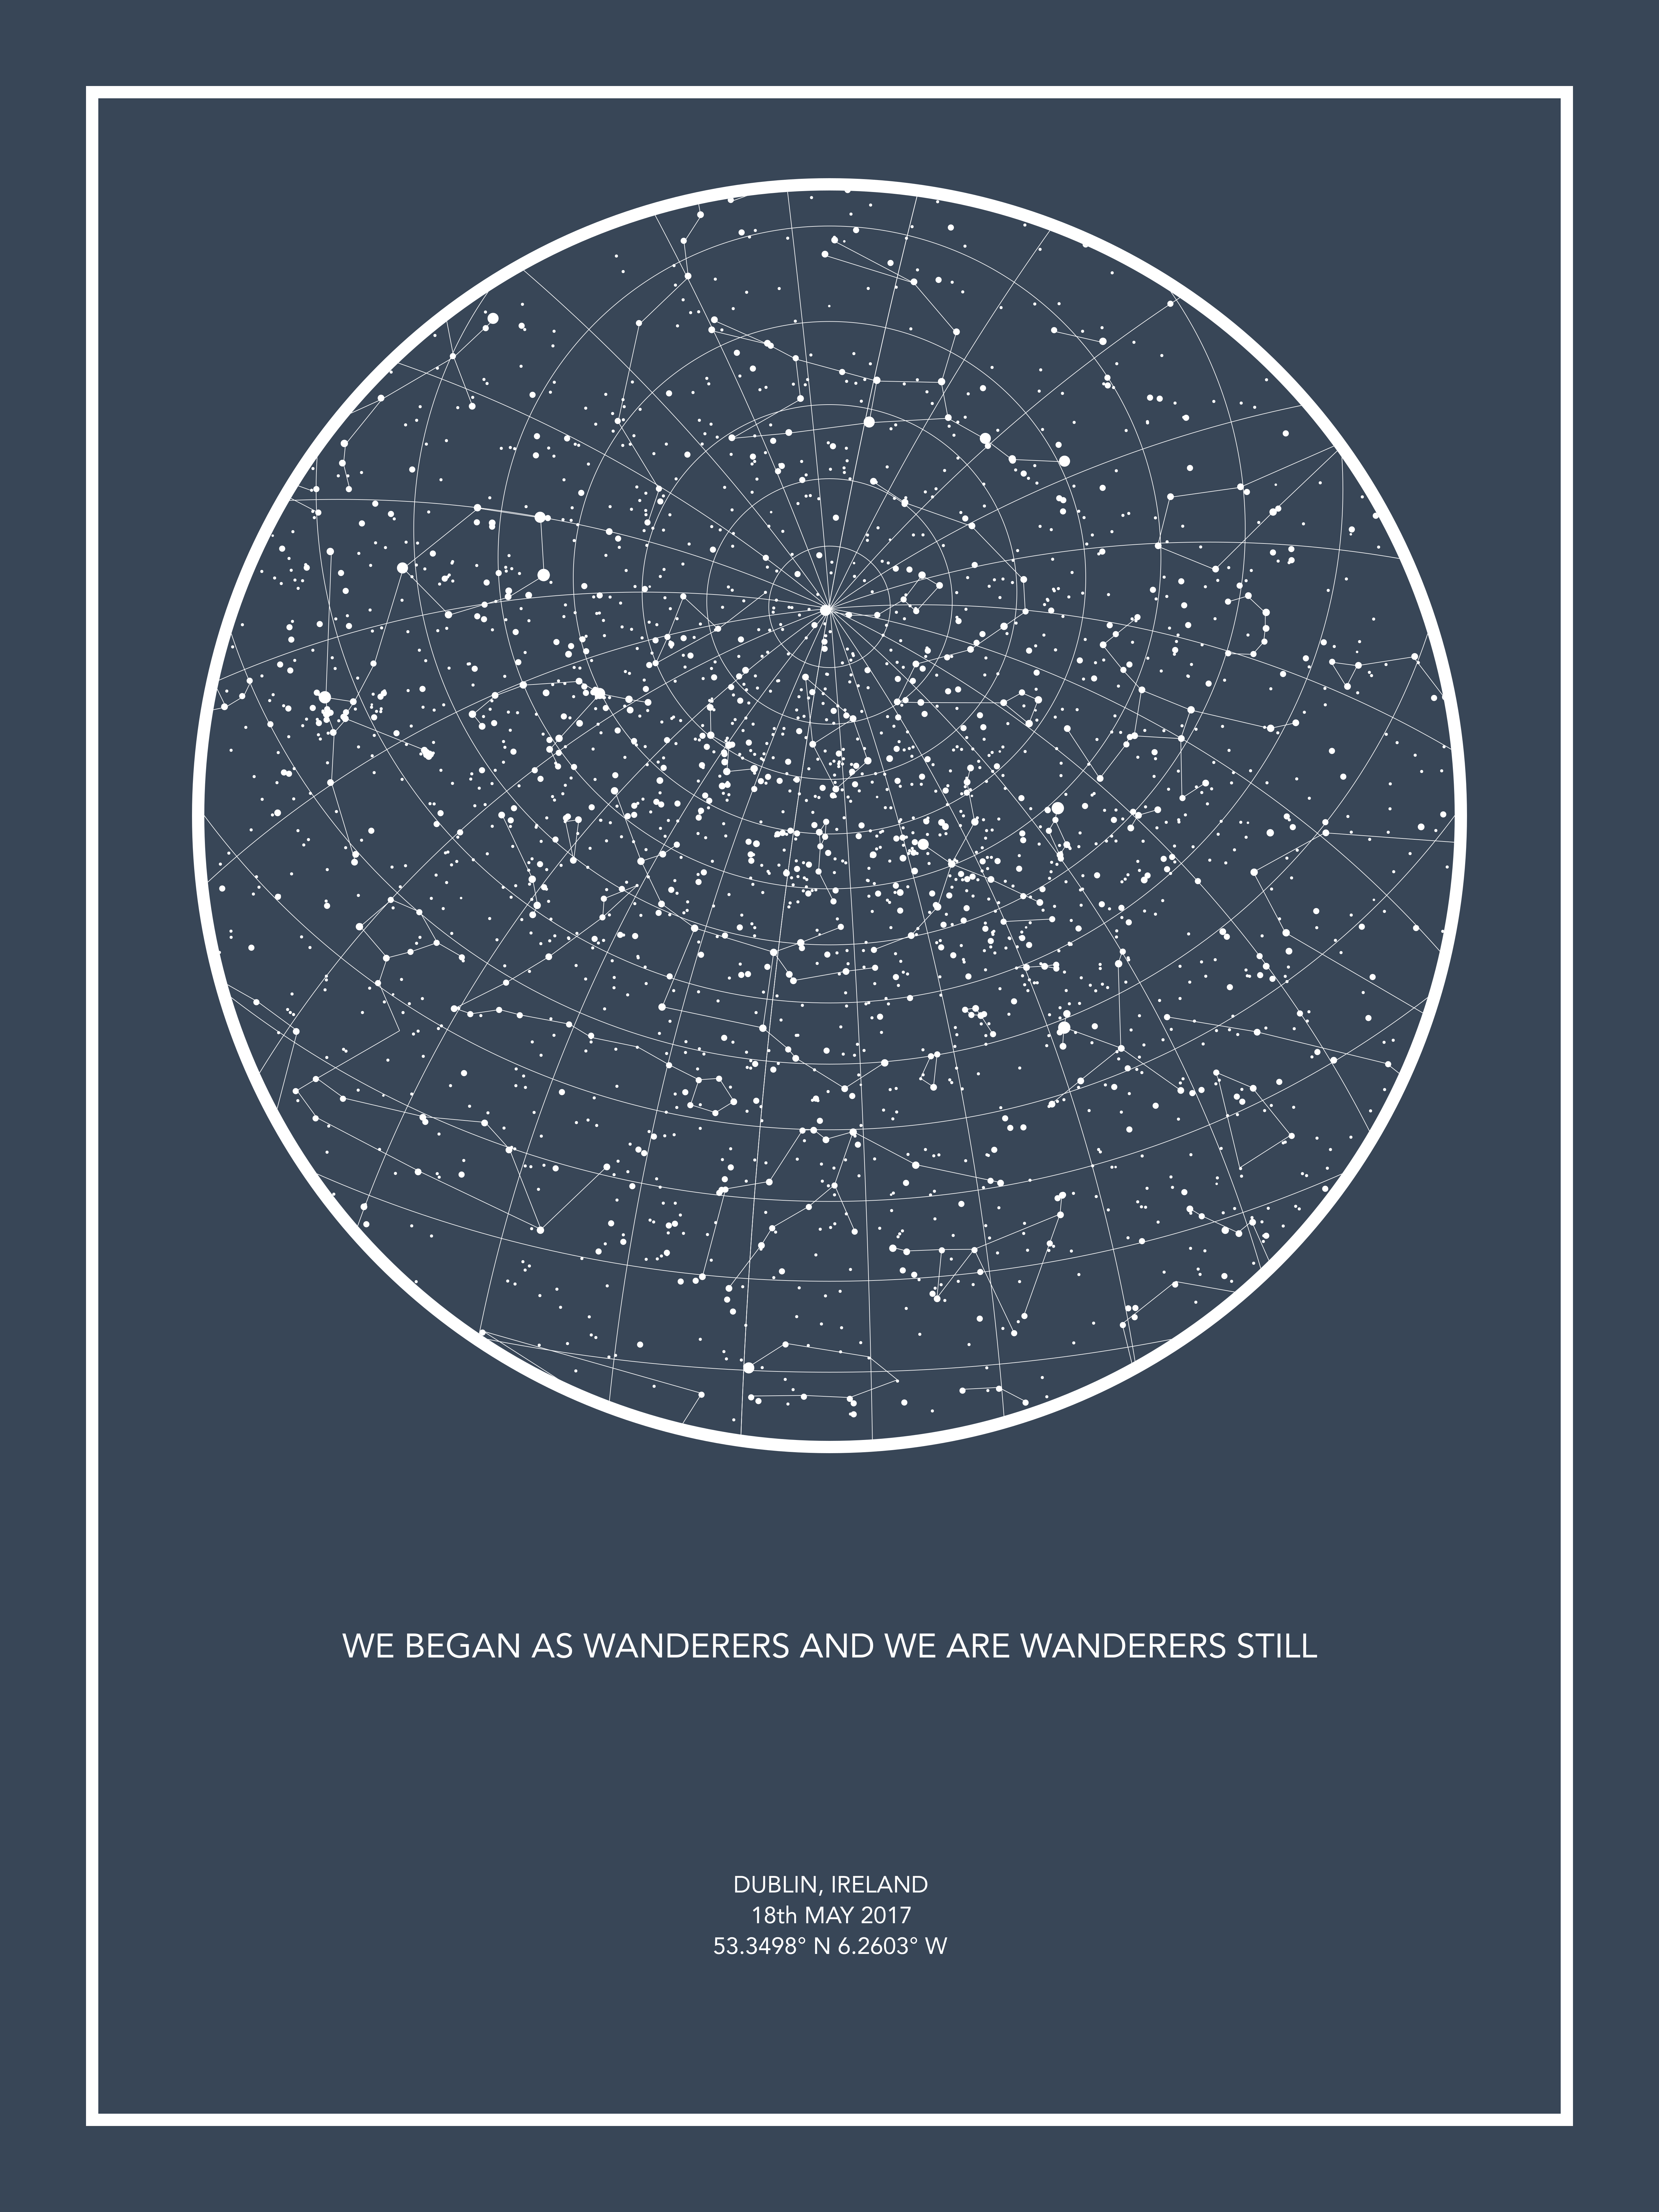 WE BEGAN AS WANDERERS AND WE ARE WANDERERS STILL
DUBLIN, IRELAND
18th MAY 2017
53.3498° N 6.2603° W